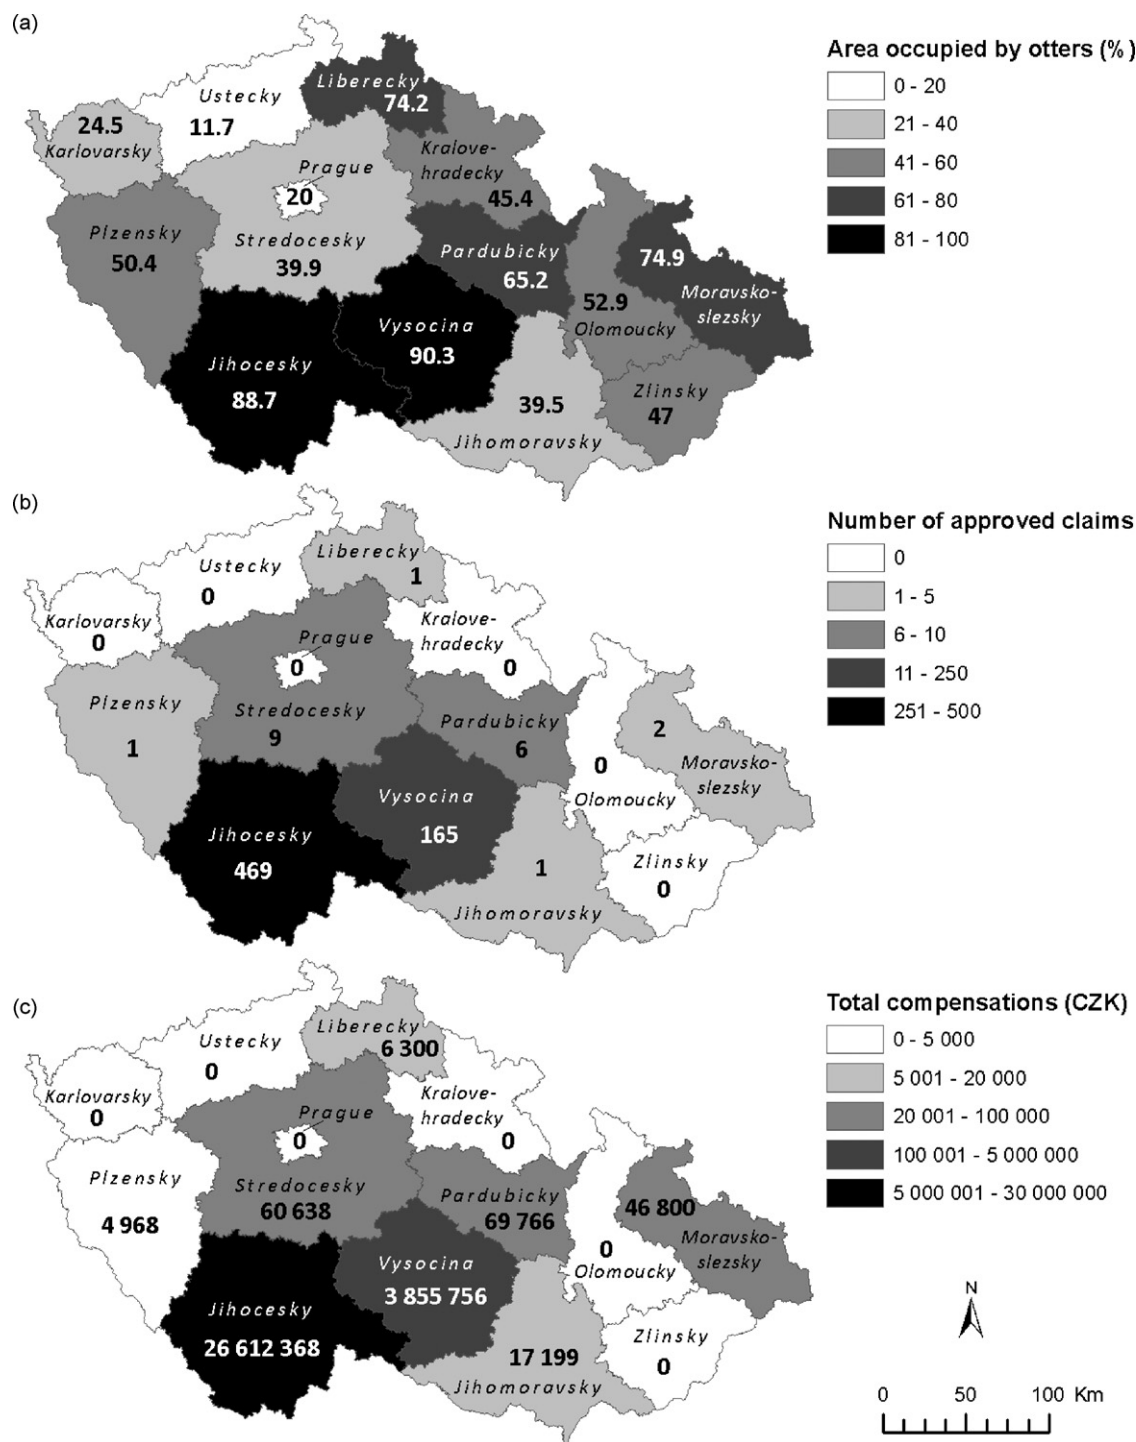 (a)
Area occupied by otters (%)
0 - 20
21 - 40
41 - 60
61 - 80
81 - 100
Liberecky
74.2
Ustecky
11.7
24.5
Karlovarsky
Kralove-
hradecky
45.4
Prague
20
Plzensky
50.4
Stredocesky
39.9
Pardubicky
65.2
74.9
Moravsko-
slezsky
52.9
Olomoucky
Vysocina
90.3
Jihocesky
88.7
39.5
Jihomoravsky
Zlinsky
47
(b)
Number of approved claims
0
1 - 5
6 - 10
11 - 250
251 - 500
Liberecky
1
Ustecky
0
Karlovarsky
0
Kralove-
hradecky
0
Prague
0
Plzensky
1
Stredocesky
9
Pardubicky
6
2
Moravsko-
slezsky
0
Olomoucky
Vysocina
165
Jihocesky
469
1
Jihomoravsky
Zlinsky
0
(c)
Total compensations (CZK)
0 - 5 000
5 001 - 20 000
20 001 - 100 000
100 001 - 5 000 000
5 000 001 - 30 000 000
Liberecky
6 300
Ustecky
0
Karlovarsky
0
Kralove-
hradecky
0
Prague
0
Plzensky
4 968
Stredocesky
60 638
Pardubicky
69 766
46 800
Moravsko-
slezsky
0
Olomoucky
Vysocina
3 855 756
Jihocesky
26 612 368
17 199
Jihomoravsky
Zlinsky
0
N
0 50 100 Km